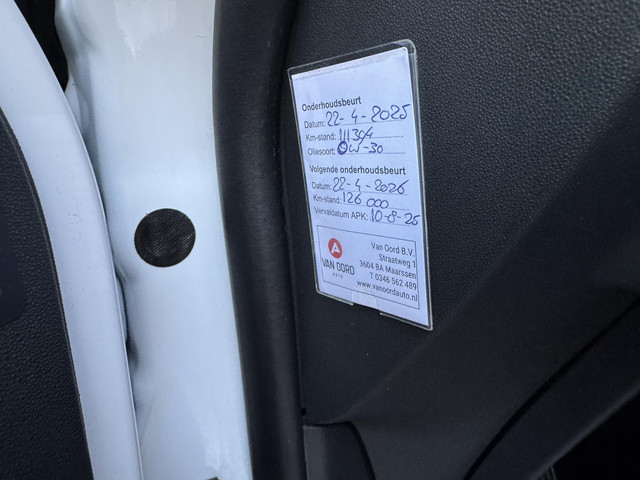 Onderhoudsbeurt
Datum: 22-4-2025
Km-stand: 111304
Oliesoort: 0W-30
Volgende onderhoudsbeurt
Datum: 22-4-2026
Km-stand: 126 000
Vervaldatum APK: 10-8-25
A
VAN OORD
AUTO
Van Oord B.V.
Straatweg 1
3604 BA Maarssen
T 0346 562 489
www.vanoordauto.nl